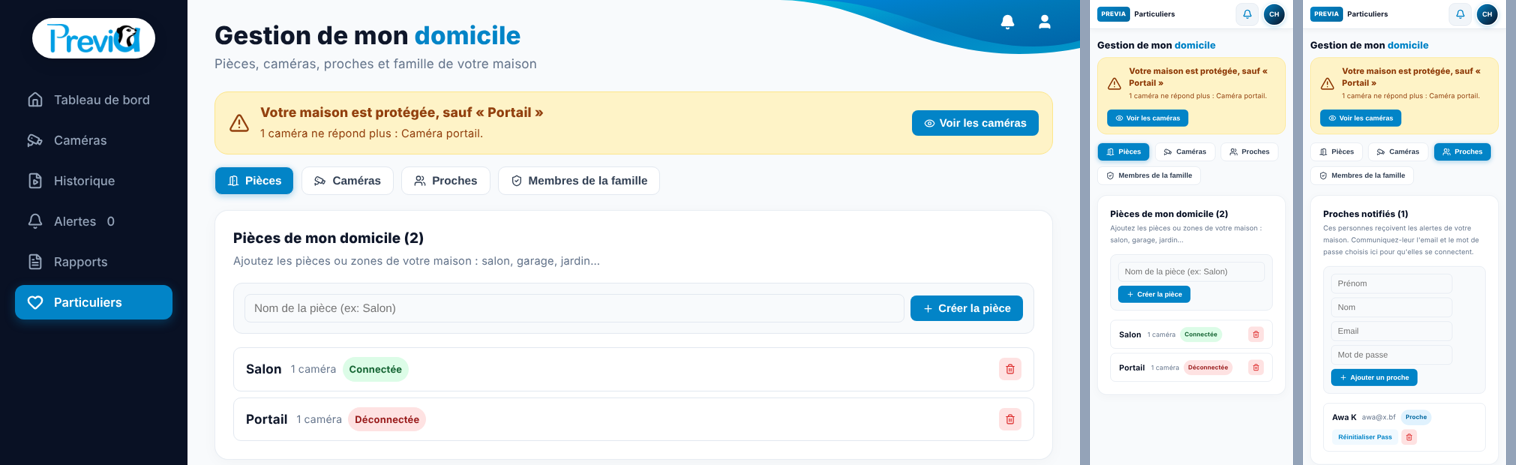 Previa
Tableau de bord
Caméras
Historique
Alertes 0
Rapports
Particuliers
Gestion de mon domicile
Pièces, caméras, proches et famille de votre maison
Votre maison est protégée, sauf « Portail »
1 caméra ne répond plus : Caméra portail.
Voir les caméras
Pièces
Caméras
Proches
Membres de la famille
Pièces de mon domicile (2)
Ajoutez les pièces ou zones de votre maison : salon, garage, jardin...
Nom de la pièce (ex: Salon)
+ Créer la pièce
Salon 1 caméra Connectée
Portail 1 caméra Déconnectée
PREVIA Particuliers CH
Gestion de mon domicile
Votre maison est protégée, sauf «
Portail »
1 caméra ne répond plus : Caméra portail.
Voir les caméras
Pièces Caméras Proches
Membres de la famille
Pièces de mon domicile (2)
Ajoutez les pièces ou zones de votre maison :
salon, garage, jardin...
Nom de la pièce (ex: Salon)
+ Créer la pièce
Salon 1 caméra Connectée
Portail 1 caméra Déconnectée
PREVIA Particuliers CH
Gestion de mon domicile
Votre maison est protégée, sauf «
Portail »
1 caméra ne répond plus : Caméra portail.
Voir les caméras
Pièces Caméras Proches
Membres de la famille
Proches notifiés (1)
Ces personnes reçoivent les alertes de votre
maison. Communiquez-leur l'email et le mot de
passe choisis ici pour qu'elles se connectent.
Prénom
Nom
Email
Mot de passe
+ Ajouter un proche
Awa K awa@x.bf Proche
Réinitialiser Pass